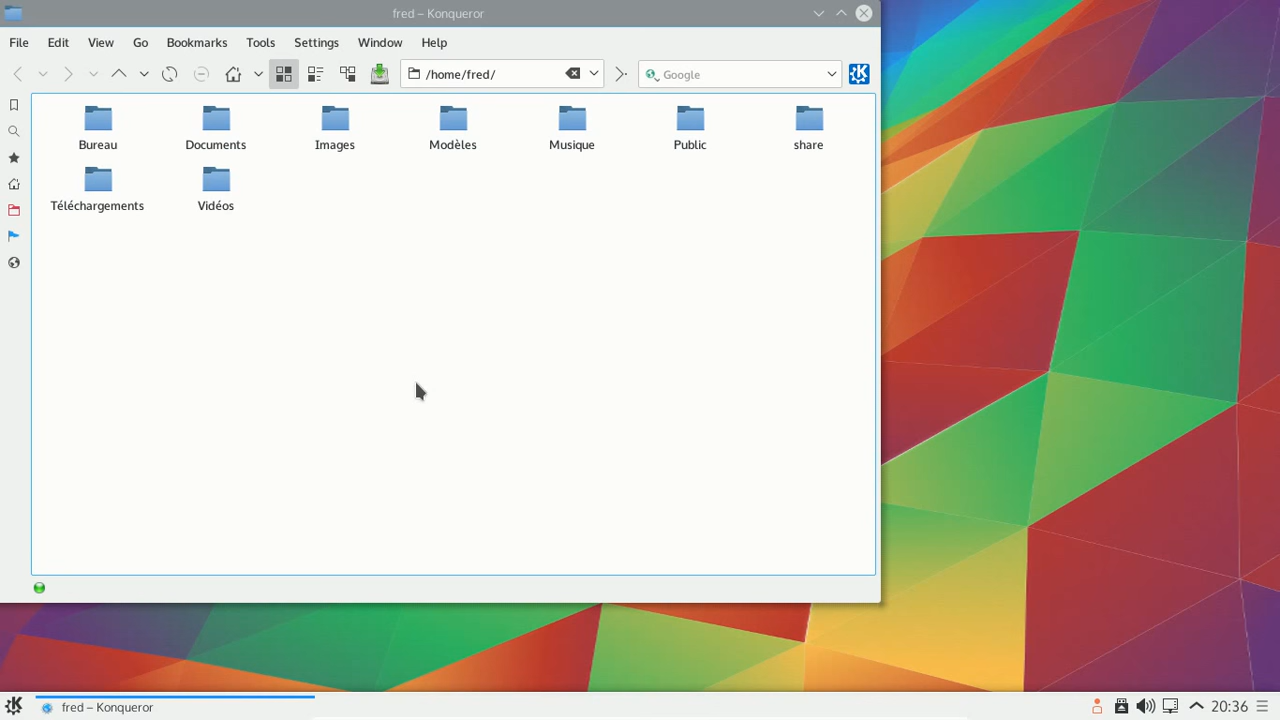 fred – Konqueror
File Edit View Go Bookmarks Tools Settings Window Help
/home/fred/ Google
Bureau Documents Images Modèles Musique Public share
Téléchargements Vidéos
fred – Konqueror 20:36